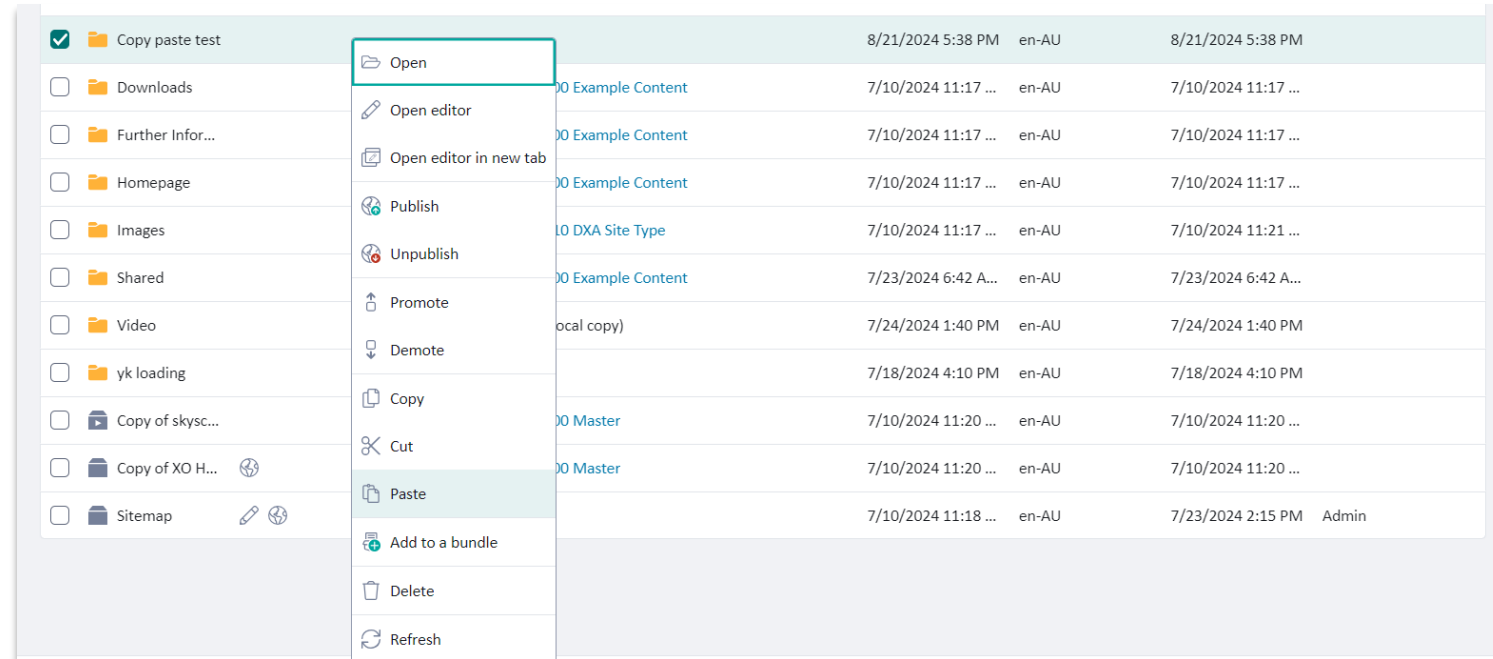 Copy paste test 8/21/2024 5:38 PM en-AU 8/21/2024 5:38 PM
Open
Downloads 00 Example Content 7/10/2024 11:17 ... en-AU 7/10/2024 11:17 ...
Open editor
Further Infor... 00 Example Content 7/10/2024 11:17 ... en-AU 7/10/2024 11:17 ...
Open editor in new tab
Homepage 00 Example Content 7/10/2024 11:17 ... en-AU 7/10/2024 11:17 ...
Publish
Images 10 DXA Site Type 7/10/2024 11:17 ... en-AU 7/10/2024 11:21 ...
Unpublish
Shared 00 Example Content 7/23/2024 6:42 A... en-AU 7/23/2024 6:42 A...
Promote
Video ocal copy) 7/24/2024 1:40 PM en-AU 7/24/2024 1:40 PM
Demote
yk loading 7/18/2024 4:10 PM en-AU 7/18/2024 4:10 PM
Copy
Copy of skysc... 00 Master 7/10/2024 11:20 ... en-AU 7/10/2024 11:20 ...
Cut
Copy of XO H... 00 Master 7/10/2024 11:20 ... en-AU 7/10/2024 11:20 ...
Paste
Sitemap 7/10/2024 11:18 ... en-AU 7/23/2024 2:15 PM Admin
Add to a bundle
Delete
Refresh